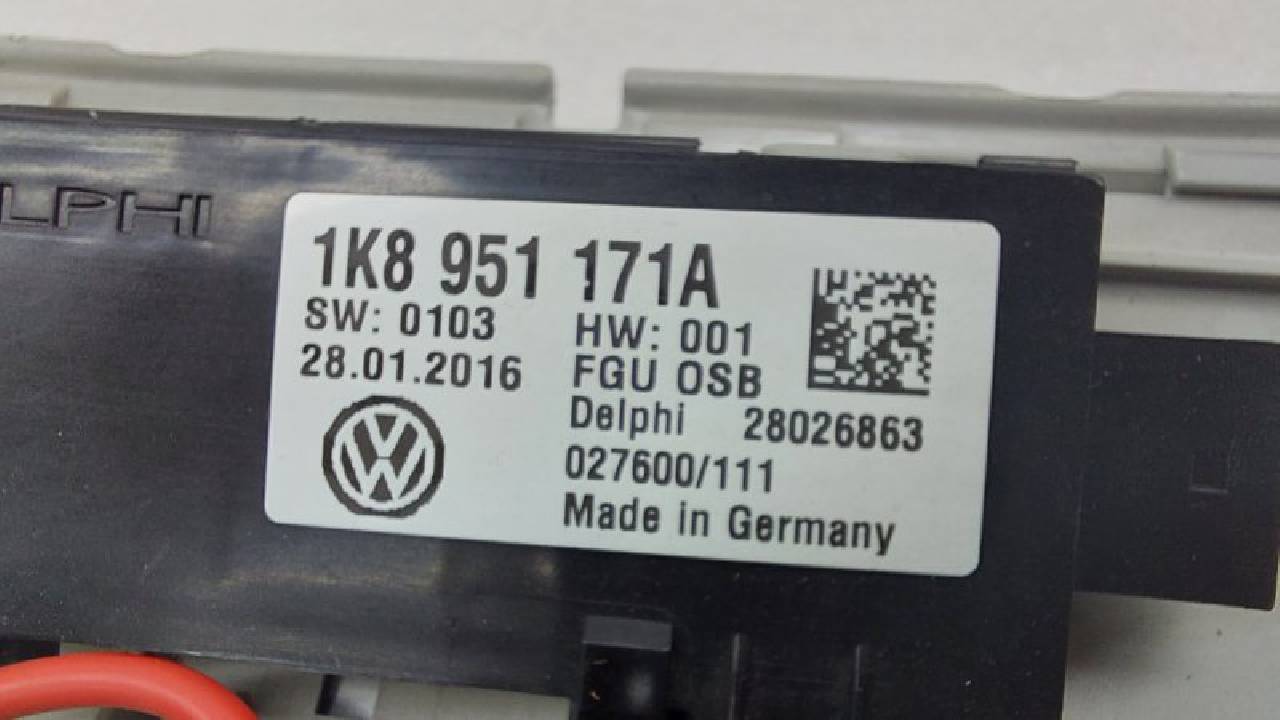 LPHI
1K8 951 171A
SW: 0103 HW: 001
28.01.2016 FGU OSB
Delphi 28026863
027600/111
Made in Germany